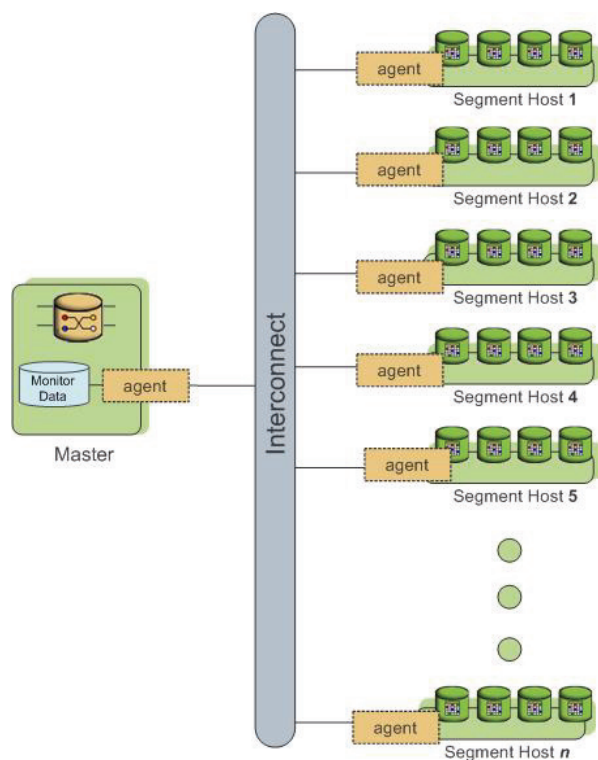 agent
Segment Host 1
agent
Segment Host 2
agent
Segment Host 3
agent
Segment Host 4
agent
Segment Host 5
agent
Segment Host n
Interconnect
Monitor
Data
agent
Master